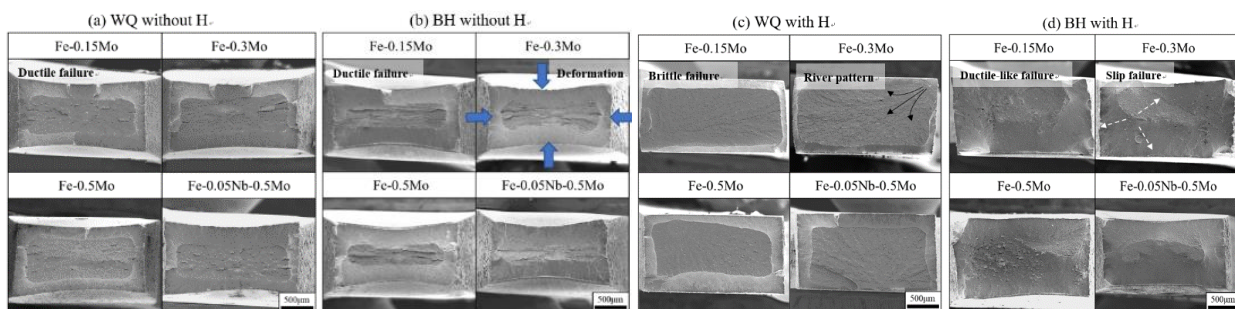 (a) WQ without H
Fe-0.15Mo
Fe-0.3Mo
Ductile failure
Fe-0.5Mo
Fe-0.05Nb-0.5Mo
500μm
(b) BH without H
Fe-0.15Mo
Fe-0.3Mo
Ductile failure
Deformation
Fe-0.5Mo
Fe-0.05Nb-0.5Mo
500μm
(c) WQ with H
Fe-0.15Mo
Fe-0.3Mo
Brittle failure
River pattern
Fe-0.5Mo
Fe-0.05Nb-0.5Mo
500μm
(d) BH with H
Fe-0.15Mo
Fe-0.3Mo
Ductile-like failure
Slip failure
Fe-0.5Mo
Fe-0.05Nb-0.5Mo
500μm